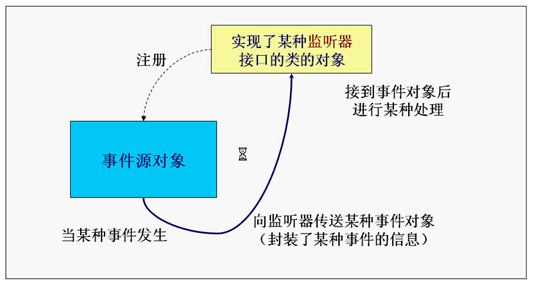 实现了某种监听器
接口的类的对象
注册
接到事件对象后
进行某种处理
事件源对象
向监听器传送某种事件对象
（封装了某种事件的信息）
当某种事件发生